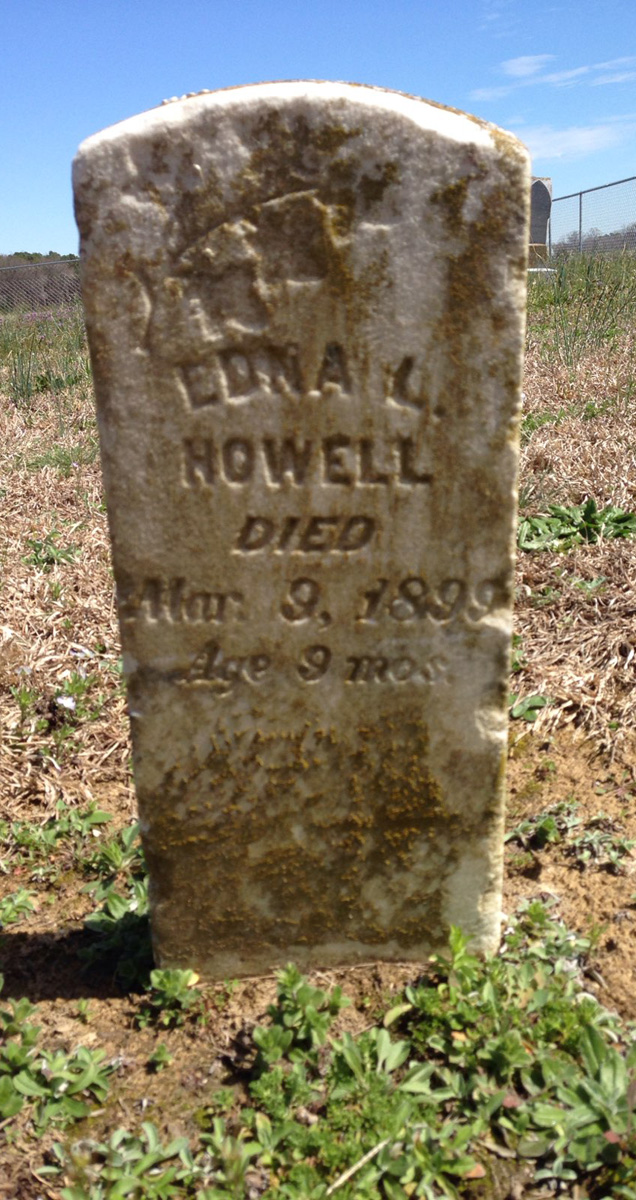 EDNA L.
HOWELL
DIED
Mar. 9, 1899
Age 9 mos.